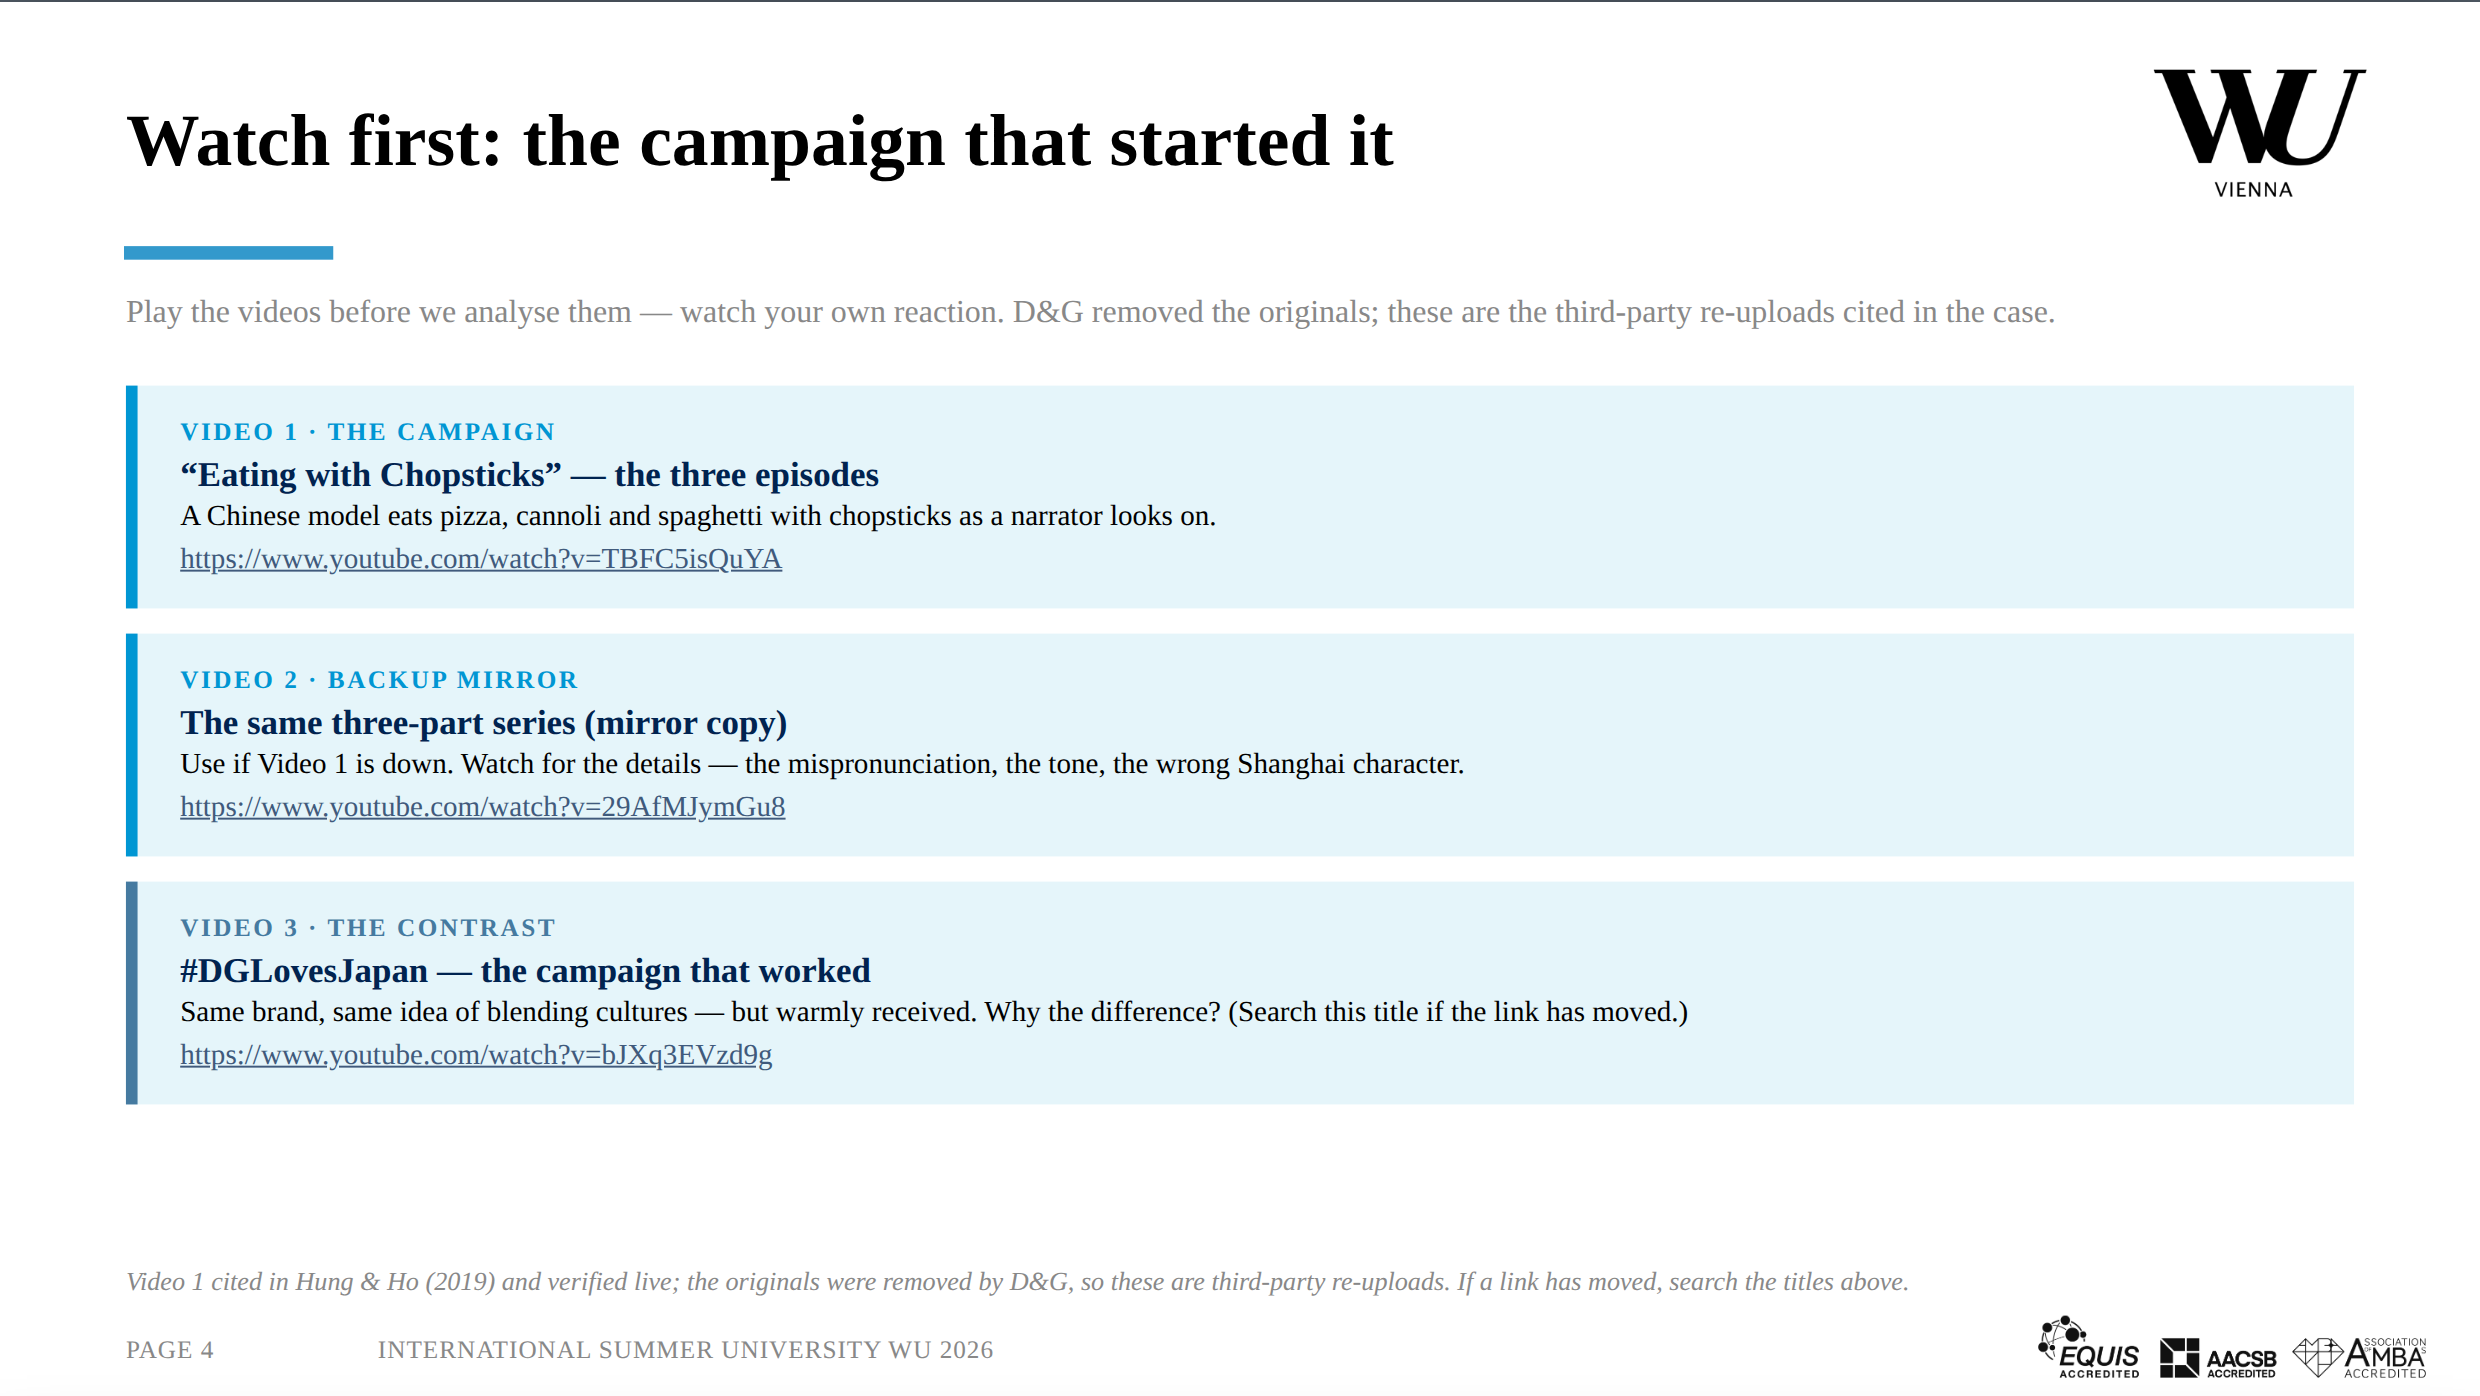 Watch first: the campaign that started it
WU
VIENNA
Play the videos before we analyse them — watch your own reaction. D&G removed the originals; these are the third-party re-uploads cited in the case.
VIDEO 1 · THE CAMPAIGN
“Eating with Chopsticks” — the three episodes
A Chinese model eats pizza, cannoli and spaghetti with chopsticks as a narrator looks on.
https://www.youtube.com/watch?v=TBFC5isQuYA
VIDEO 2 · BACKUP MIRROR
The same three-part series (mirror copy)
Use if Video 1 is down. Watch for the details — the mispronunciation, the tone, the wrong Shanghai character.
https://www.youtube.com/watch?v=29AfMJymGu8
VIDEO 3 · THE CONTRAST
#DGLovesJapan — the campaign that worked
Same brand, same idea of blending cultures — but warmly received. Why the difference? (Search this title if the link has moved.)
https://www.youtube.com/watch?v=bJXq3EVzd9g
Video 1 cited in Hung & Ho (2019) and verified live; the originals were removed by D&G, so these are third-party re-uploads. If a link has moved, search the titles above.
PAGE 4
INTERNATIONAL SUMMER UNIVERSITY WU 2026
EQUIS
ACCREDITED
AACSB
ACCREDITED
ASSOCIATION
OF AMBAS
ACCREDITED